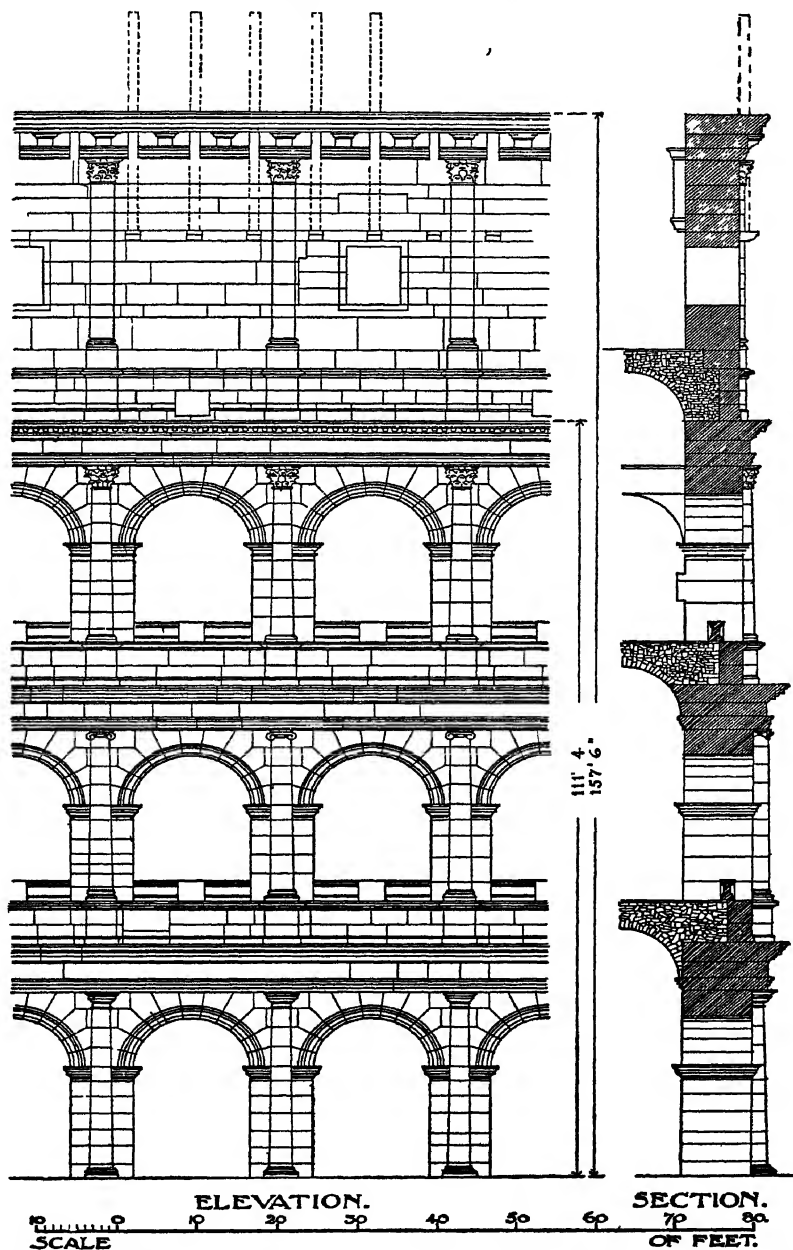 111' 4.
157' 6"
ELEVATION.
SECTION.
10 0 10 20 30 40 50 60 70 80
SCALE
OF FEET.